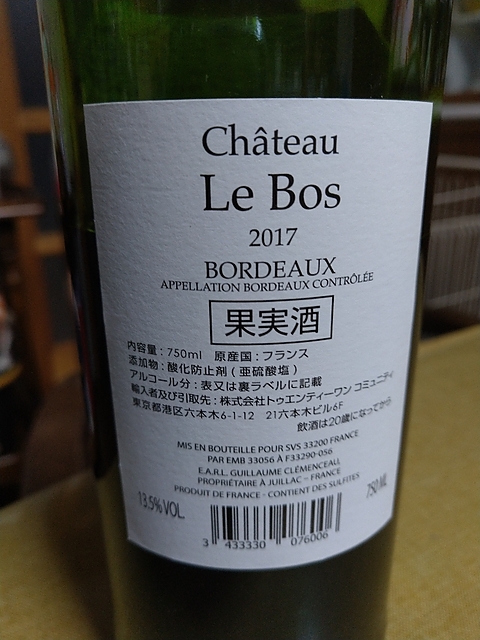 Château
Le Bos
2017
BORDEAUX
APPELLATION BORDEAUX CONTRÔLÉE
果実酒
内容量：750ml 原産国：フランス
添加物：酸化防止剤 (亜硫酸塩)
アルコール分：表又は裏ラベルに記載
輸入者及び引取先：株式会社トゥエンティーワン コミュニティ
東京都港区六本木6-1-12 21六本木ビル6F
飲酒は20歳になってから。
MIS EN BOUTEILLE POUR SVS 33200 FRANCE
PAR EMB 33056 À F33290-056
E.A.R.L. GUILLAUME CLÉMENCEAU
PROPRIÉTAIRE À JUILLAC – FRANCE
PRODUIT DE FRANCE - CONTIENT DES SULFITES
13.5% VOL. 750 ML
3 433330 076006